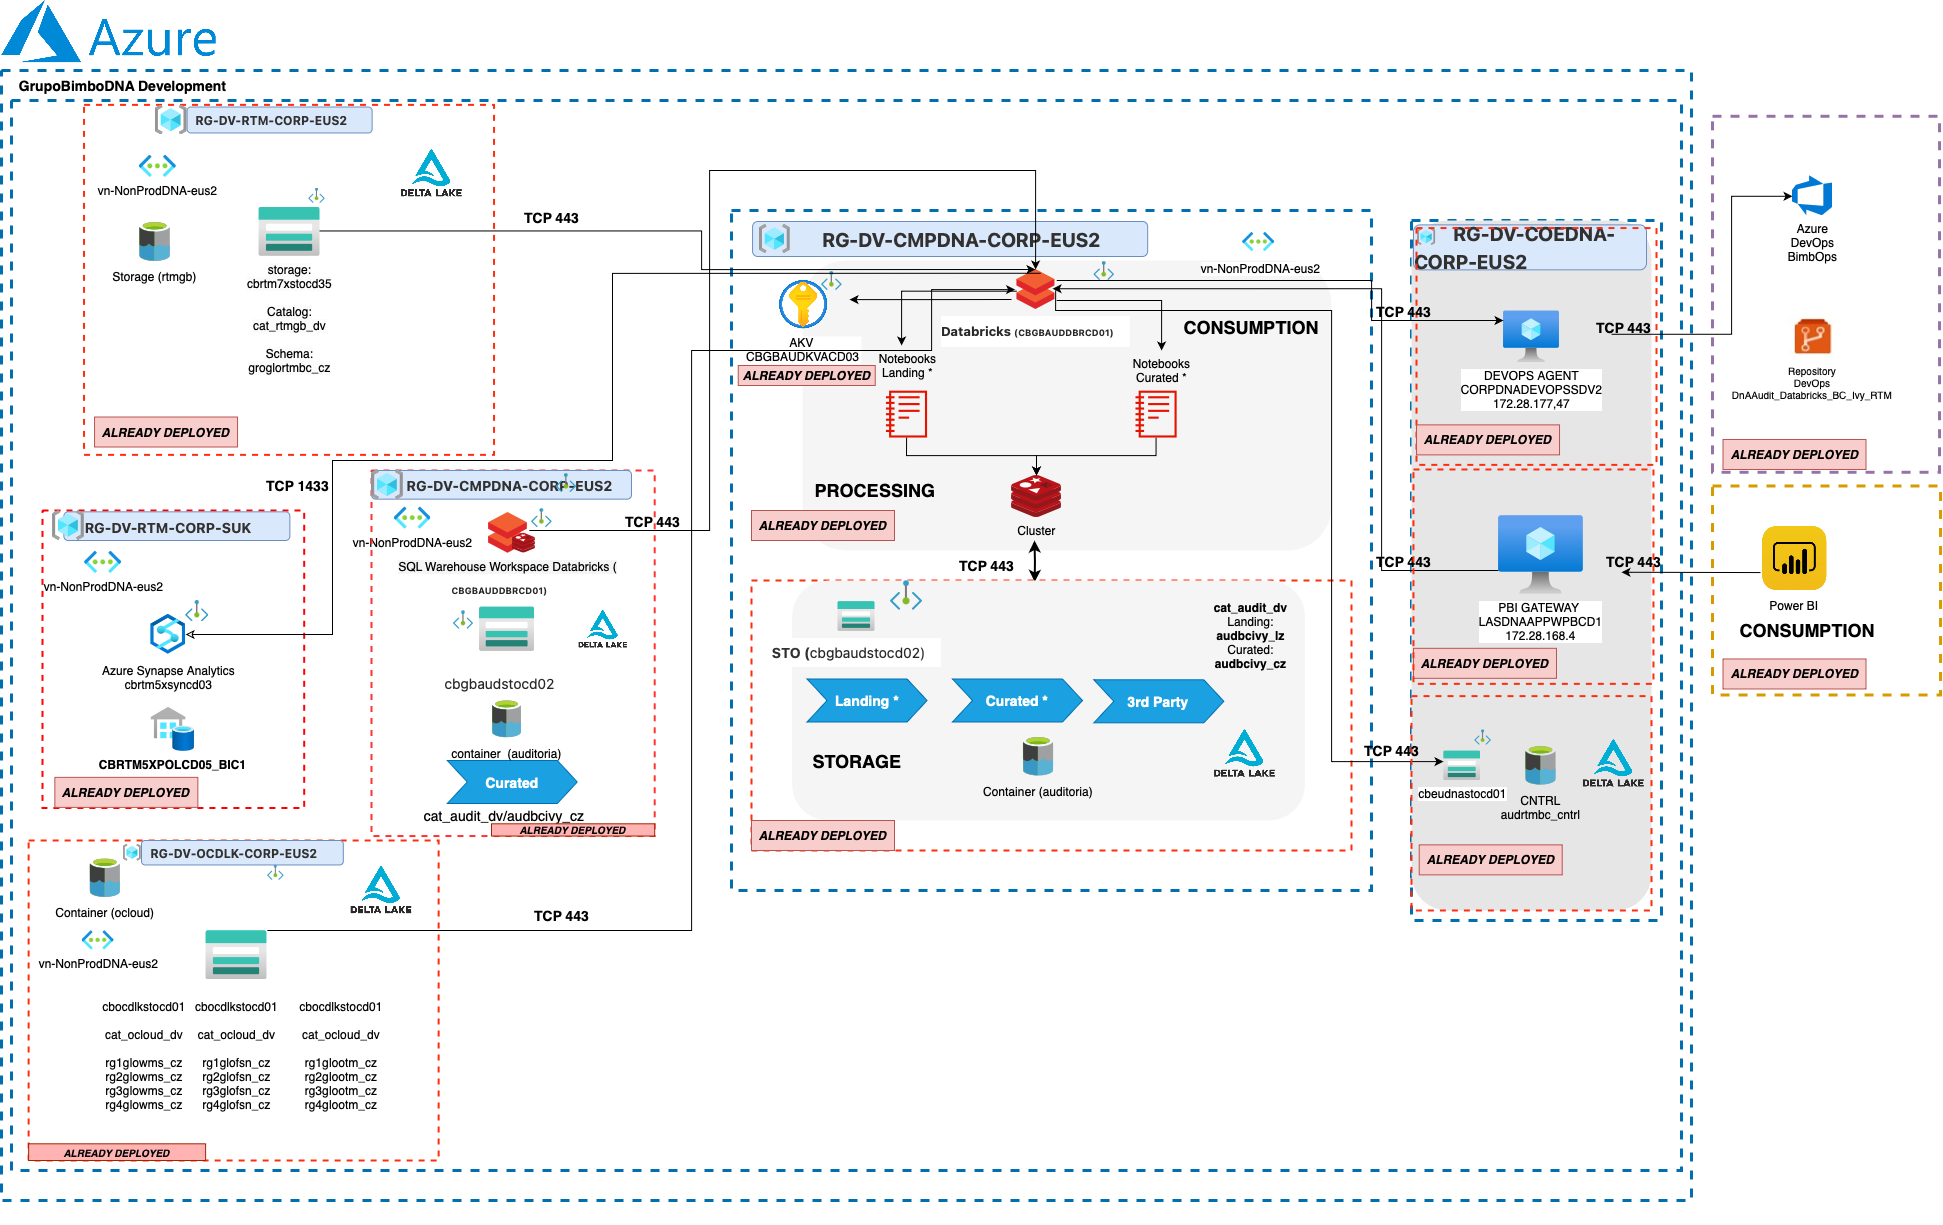 Azure
GrupoBimboDNA Development
RG-DV-RTM-CORP-EUS2
vn-NonProdDNA-eus2
DELTA LAKE
Storage (rtmgb)
storage:
cbrtm7xstocd35
Catalog:
cat_rtmgb_dv
Schema:
groglortmbc_cz
ALREADY DEPLOYED
TCP 443
TCP 1433
RG-DV-RTM-CORP-SUK
vn-NonProdDNA-eus2
Azure Synapse Analytics
cbrtm5xsyncd03
CBRTM5XPOLCD05_BIC1
ALREADY DEPLOYED
RG-DV-CMPDNA-CORP-EUS2
vn-NonProdDNA-eus2
TCP 443
SQL Warehouse Workspace Databricks (
CBGBAUDDBRCD01)
DELTA LAKE
cbgbaudstocd02
container (auditoria)
Curated
cat_audit_dv/audbcivy_cz
ALREADY DEPLOYED
RG-DV-OCDLK-CORP-EUS2
Container (ocloud)
DELTA LAKE
vn-NonProdDNA-eus2
TCP 443
cbocdlkstocd01 cbocdlkstocd01 cbocdlkstocd01
cat_ocloud_dv cat_ocloud_dv cat_ocloud_dv
rg1glowms_cz rg1glofsn_cz rg1glootm_cz
rg2glowms_cz rg2glofsn_cz rg2glootm_cz
rg3glowms_cz rg3glofsn_cz rg3glootm_cz
rg4glowms_cz rg4glofsn_cz rg4glootm_cz
ALREADY DEPLOYED
RG-DV-CMPDNA-CORP-EUS2
vn-NonProdDNA-eus2
AKV
CBGBAUDKVACD03
ALREADY DEPLOYED
Databricks (CBGBAUDDBRCD01)
CONSUMPTION
Notebooks
Landing *
Notebooks
Curated *
PROCESSING
ALREADY DEPLOYED
Cluster
TCP 443
STO (cbgbaudstocd02)
cat_audit_dv
Landing:
audbcivy_lz
Curated:
audbcivy_cz
Landing *
Curated *
3rd Party
STORAGE
Container (auditoria)
DELTA LAKE
ALREADY DEPLOYED
RG-DV-COEDNA-
CORP-EUS2
TCP 443
TCP 443
DEVOPS AGENT
CORPDNADEVOPSSDV2
172.28.177,47
ALREADY DEPLOYED
TCP 443
TCP 443
PBI GATEWAY
LASDNAAPPWPBCD1
172.28.168.4
ALREADY DEPLOYED
TCP 443
cbeudnastocd01
CNTRL
audrtmbc_cntrl
DELTA LAKE
ALREADY DEPLOYED
Azure
DevOps
BimbOps
Repository
DevOps
DnAAudit_Databricks_BC_Ivy_RTM
ALREADY DEPLOYED
Power BI
CONSUMPTION
ALREADY DEPLOYED